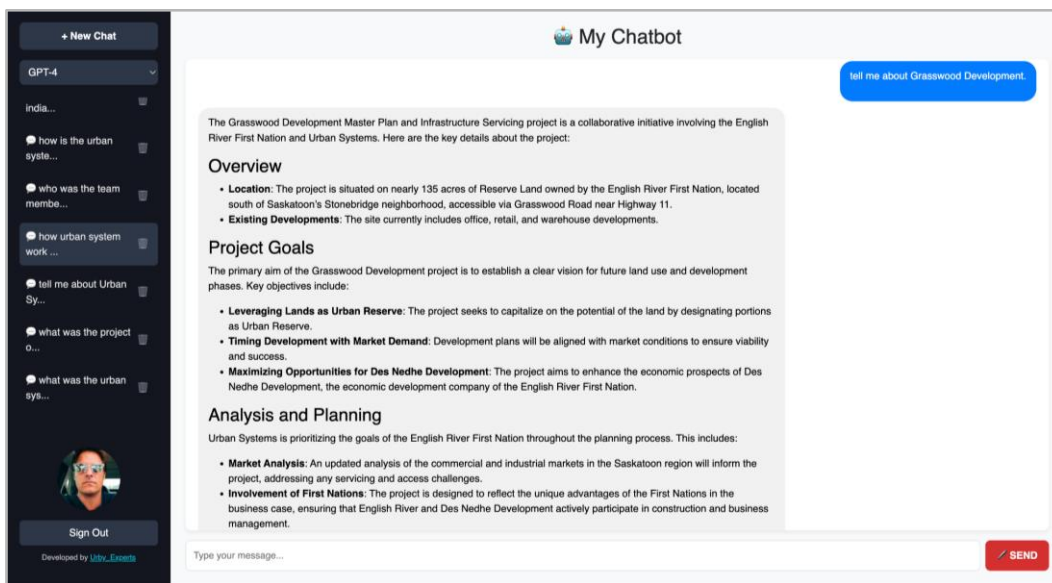 + New Chat
GPT-4
india...
💬 how is the urban
syste...
💬 who was the team
membe...
💬 how urban system
work ...
💬 tell me about Urban
Sy...
💬 what was the project
o...
💬 what was the urban
sys...
Sign Out
Developed by Urby_Experts
🤖 My Chatbot
tell me about Grasswood Development.
The Grasswood Development Master Plan and Infrastructure Servicing project is a collaborative initiative involving the English
River First Nation and Urban Systems. Here are the key details about the project:
Overview
• Location: The project is situated on nearly 135 acres of Reserve Land owned by the English River First Nation, located
south of Saskatoon's Stonebridge neighborhood, accessible via Grasswood Road near Highway 11.
• Existing Developments: The site currently includes office, retail, and warehouse developments.
Project Goals
The primary aim of the Grasswood Development project is to establish a clear vision for future land use and development
phases. Key objectives include:
• Leveraging Lands as Urban Reserve: The project seeks to capitalize on the potential of the land by designating portions
as Urban Reserve.
• Timing Development with Market Demand: Development plans will be aligned with market conditions to ensure viability
and success.
• Maximizing Opportunities for Des Nedhe Development: The project aims to enhance the economic prospects of Des
Nedhe Development, the economic development company of the English River First Nation.
Analysis and Planning
Urban Systems is prioritizing the goals of the English River First Nation throughout the planning process. This includes:
• Market Analysis: An updated analysis of the commercial and industrial markets in the Saskatoon region will inform the
project, addressing any servicing and access challenges.
• Involvement of First Nations: The project is designed to reflect the unique advantages of the First Nations in the
business case, ensuring that English River and Des Nedhe Development actively participate in construction and business
management.
Type your message...
SEND